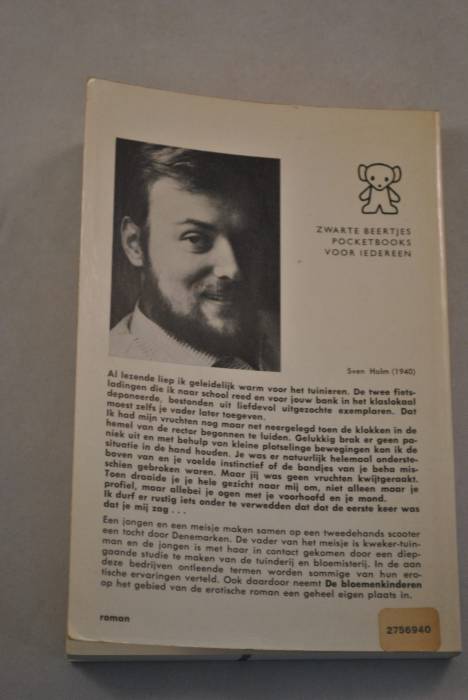 ZWARTE BEERTJES
POCKETBOOKS
VOOR IEDEREEN
Sven Holm (1940)
Al lezende liep ik geleidelijk warm voor het tuinieren. De twee fiets-
ladingen die ik naar school reed en voor jouw bank in het klaslokaal
deponeerde, bestonden uit liefdevol uitgezochte exemplaren. Dat
moest zelfs je vader later toegeven.
Ik had mijn vruchten nog maar net neergelegd toen de klokken in de
hemel van de rector begonnen te luiden. Gelukkig brak er geen pa-
niek uit en met behulp van kleine plotselinge bewegingen kan ik de
situatie in de hand houden. Je was er natuurlijk helemaal onderste-
boven van en je voelde instinctief of de bandjes van je beha mis-
schien gebroken waren. Maar jij was geen vruchten kwijtgeraakt.
Toen draaide je je hele gezicht naar mij om, niet alleen maar je
profiel, maar allebei je ogen met je voorhoofd en je mond.
Ik durf er rustig iets onder te verwedden dat dat de eerste keer was
dat je mij zag . . .
Een jongen en een meisje maken samen op een tweedehands scooter
een tocht door Denemarken. De vader van het meisje is kweker-tuin-
man en de jongen is met haar in contact gekomen door een diep-
gaande studie te maken van de tuinderij en bloemisterij. In de aan
deze bedrijven ontleende termen worden sommige van hun ero-
tische ervaringen verteld. Ook daardoor neemt De bloemenkinderen
op het gebied van de erotische roman een geheel eigen plaats in.
roman
2756940